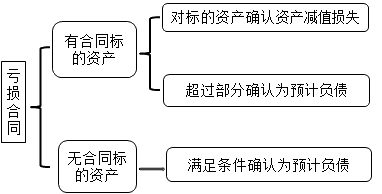 亏损合同
有合同标
的资产
对标的资产确认资产减值损失
超过部分确认为预计负债
无合同标
的资产
满足条件确认为预计负债